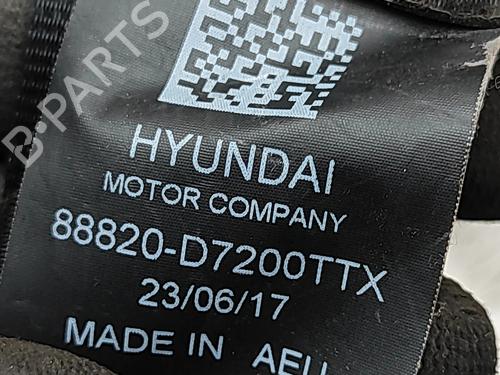 B-PARTS
HYUNDAI
MOTOR COMPANY
88820-D7200TTX
23/06/17
MADE IN AEU